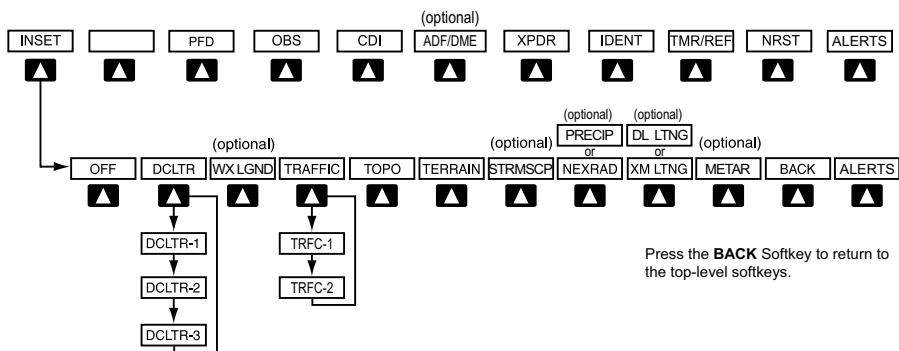 (optional)
INSET PFD OBS CDI ADF/DME XPDR IDENT TMR/REF NRST ALERTS
(optional) (optional)
PRECIP DL LTNG
(optional) (optional) or or (optional)
OFF DCLTR WX LGND TRAFFIC TOPO TERRAIN STRMSCP NEXRAD XM LTNG METAR BACK ALERTS
DCLTR-1 TRFC-1
DCLTR-2 TRFC-2
DCLTR-3
Press the BACK Softkey to return to
the top-level softkeys.